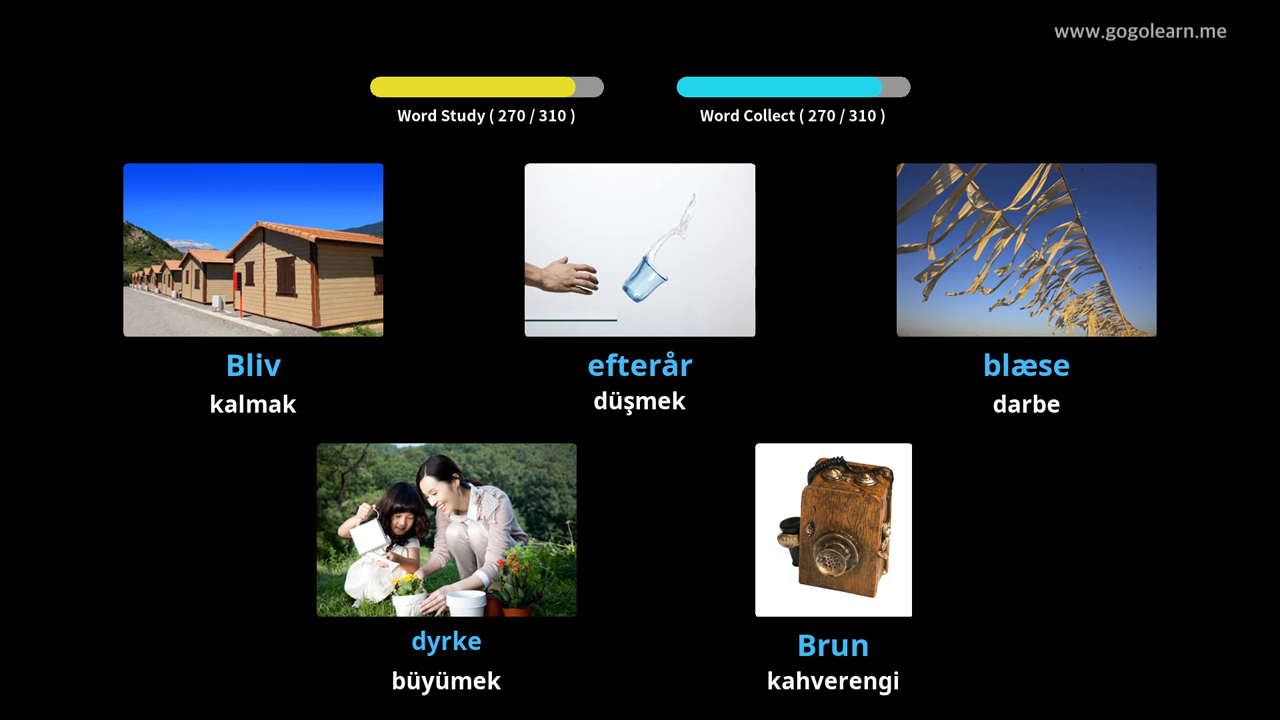 www.gogolearn.me
Word Study ( 270 / 310 )
Word Collect ( 270 / 310 )
Bliv
kalmak
efterår
düşmek
blæse
darbe
dyrke
büyümek
Brun
kahverengi